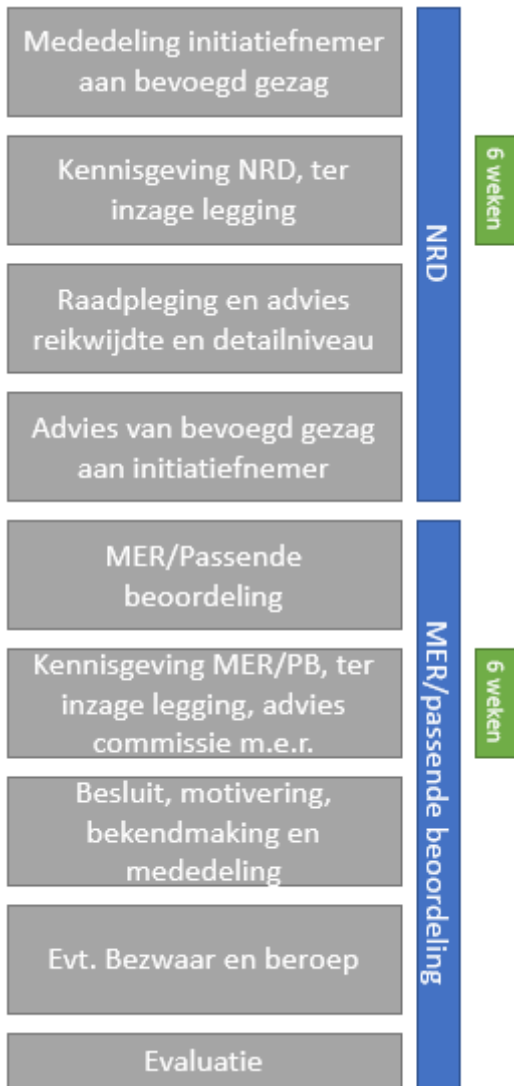 Mededeling initiatiefnemer
aan bevoegd gezag
Kennisgeving NRD, ter
inzage legging
Raadpleging en advies
reikwijdte en detailniveau
Advies van bevoegd gezag
aan initiatiefnemer
NRD
6 weken
MER/Passende
beoordeling
Kennisgeving MER/PB, ter
inzage legging, advies
commissie m.e.r.
Besluit, motivering,
bekendmaking en
mededeling
Evt. Bezwaar en beroep
Evaluatie
MER/passende beoordeling
6 weken